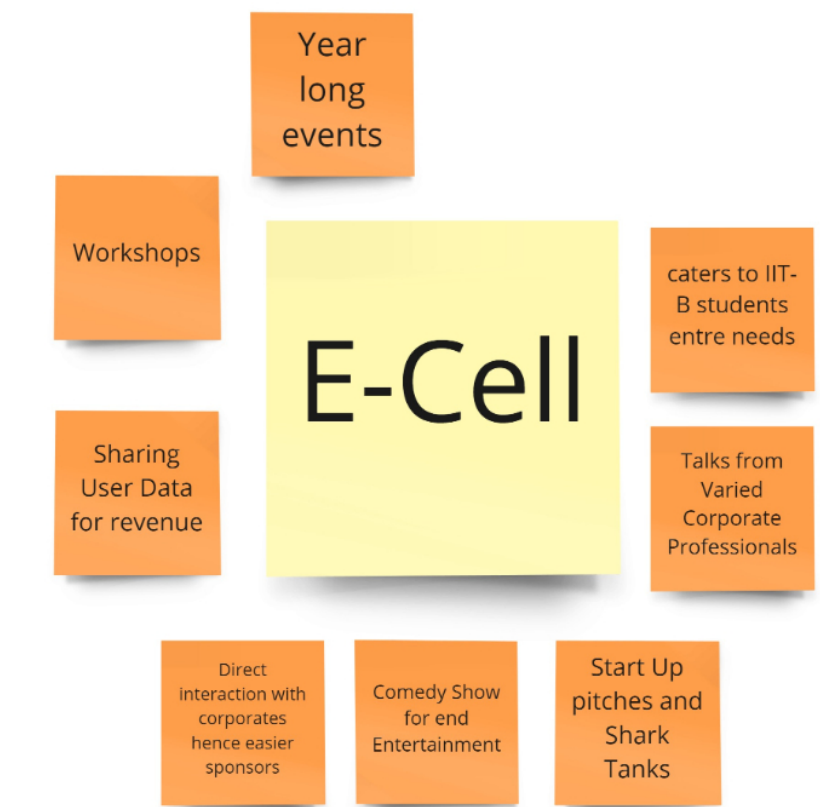 Year
long
events
Workshops
E-Cell
caters to IIT-
B students
entre needs
Sharing
User Data
for revenue
Talks from
Varied
Corporate
Professionals
Direct
interaction with
corporates
hence easier
sponsors
Comedy Show
for end
Entertainment
Start Up
pitches and
Shark
Tanks